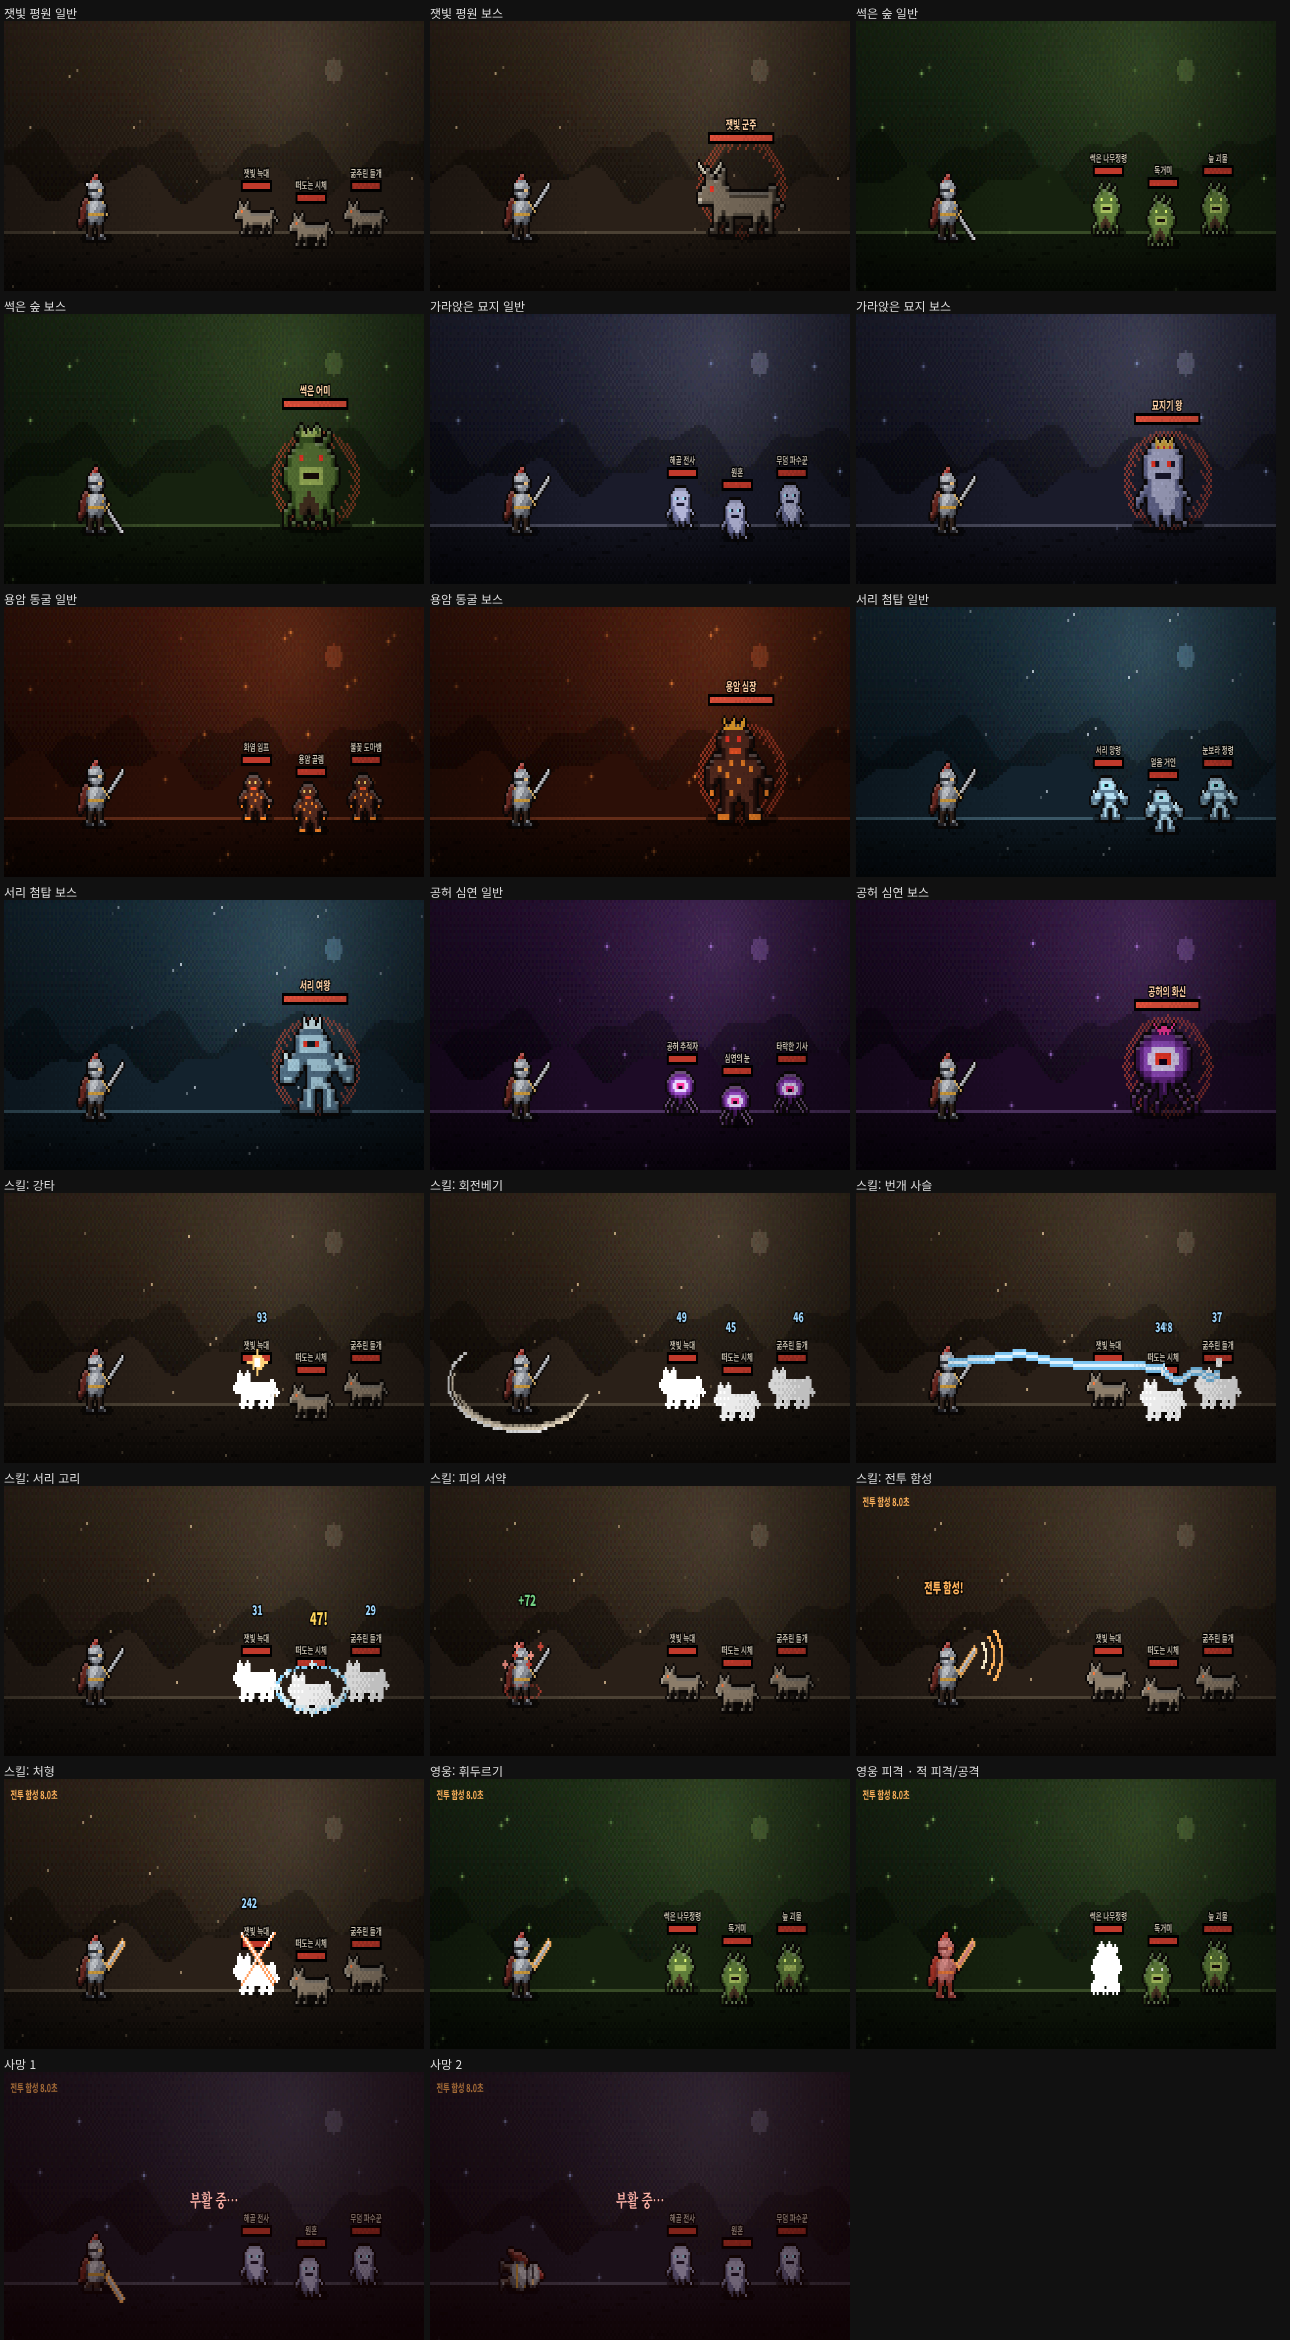 잿빛 평원 일반
잿빛 늑대
떠도는 시체
굶주린 들개
잿빛 평원 보스
잿빛 군주
썩은 숲 일반
썩은 나무정령
독거미
늪 괴물
썩은 숲 보스
썩은 어미
가라앉은 묘지 일반
해골 전사
원혼
무덤 파수꾼
가라앉은 묘지 보스
묘지기 왕
용암 동굴 일반
화염 임프
용암 골렘
불꽃 도마뱀
용암 동굴 보스
용암 심장
서리 첨탑 일반
서리 망령
얼음 거인
눈보라 정령
서리 첨탑 보스
서리 여왕
공허 심연 일반
공허 추적자
심연의 눈
타락한 기사
공허 심연 보스
공허의 화신
스킬: 강타
93
잿빛 늑대
떠도는 시체
굶주린 들개
스킬: 회전베기
49
45
46
잿빛 늑대
떠도는 시체
굶주린 들개
스킬: 번개 사슬
37
잿빛 늑대
떠도는 시체
굶주린 들개
스킬: 서리 고리
31
47!
29
잿빛 늑대
떠도는 시체
굶주린 들개
스킬: 피의 서약
+72
잿빛 늑대
떠도는 시체
굶주린 들개
스킬: 전투 함성
전투 함성 8.0초
전투 함성!
잿빛 늑대
떠도는 시체
굶주린 들개
스킬: 처형
전투 함성 8.0초
242
잿빛 늑대
떠도는 시체
굶주린 들개
영웅: 휘두르기
전투 함성 8.0초
썩은 나무정령
독거미
늪 괴물
영웅 피격 · 적 피격/공격
전투 함성 8.0초
썩은 나무정령
독거미
늪 괴물
사망 1
전투 함성 8.0초
부활 중…
해골 전사
원혼
무덤 파수꾼
사망 2
전투 함성 8.0초
부활 중…
해골 전사
원혼
무덤 파수꾼